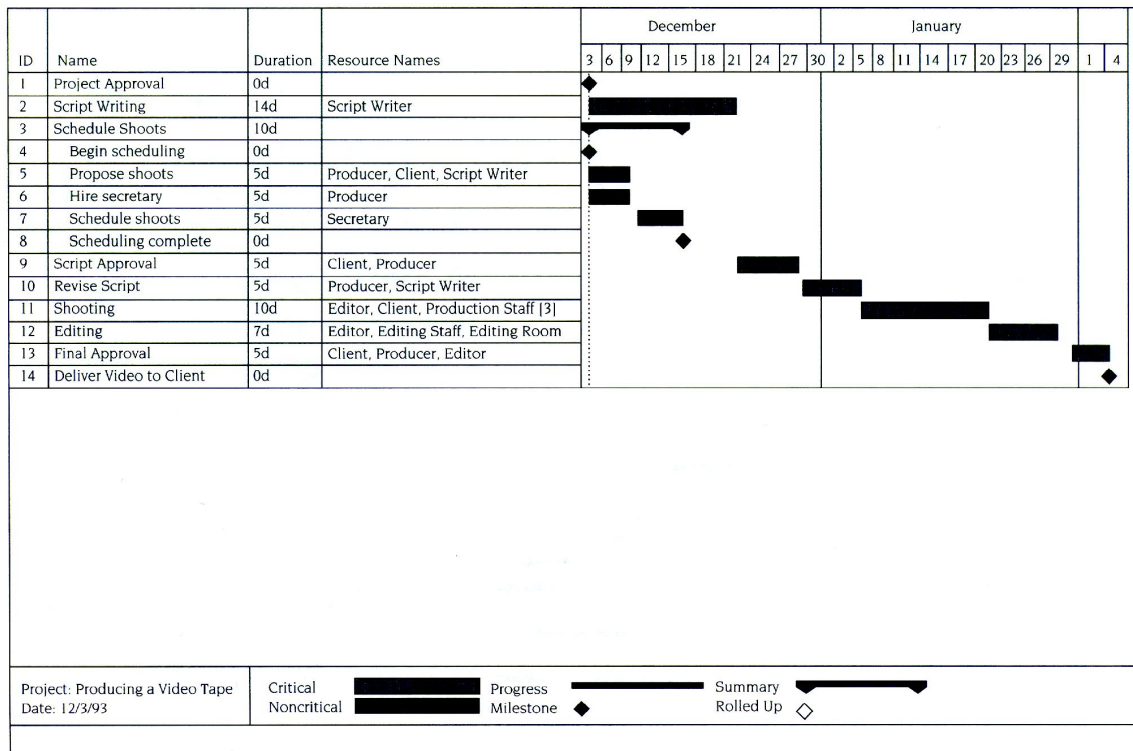 December January
ID Name Duration Resource Names 3 6 9 12 15 18 21 24 27 30 2 5 8 11 14 17 20 23 26 29 1 4
1 Project Approval 0d
2 Script Writing 14d Script Writer
3 Schedule Shoots 10d
4 Begin scheduling 0d
5 Propose shoots 5d Producer, Client, Script Writer
6 Hire secretary 5d Producer
7 Schedule shoots 5d Secretary
8 Scheduling complete 0d
9 Script Approval 5d Client, Producer
10 Revise Script 5d Producer, Script Writer
11 Shooting 10d Editor, Client, Production Staff [3]
12 Editing 7d Editor, Editing Staff, Editing Room
13 Final Approval 5d Client, Producer, Editor
14 Deliver Video to Client 0d
Project: Producing a Video Tape Critical Progress Summary
Date: 12/3/93 Noncritical Milestone Rolled Up